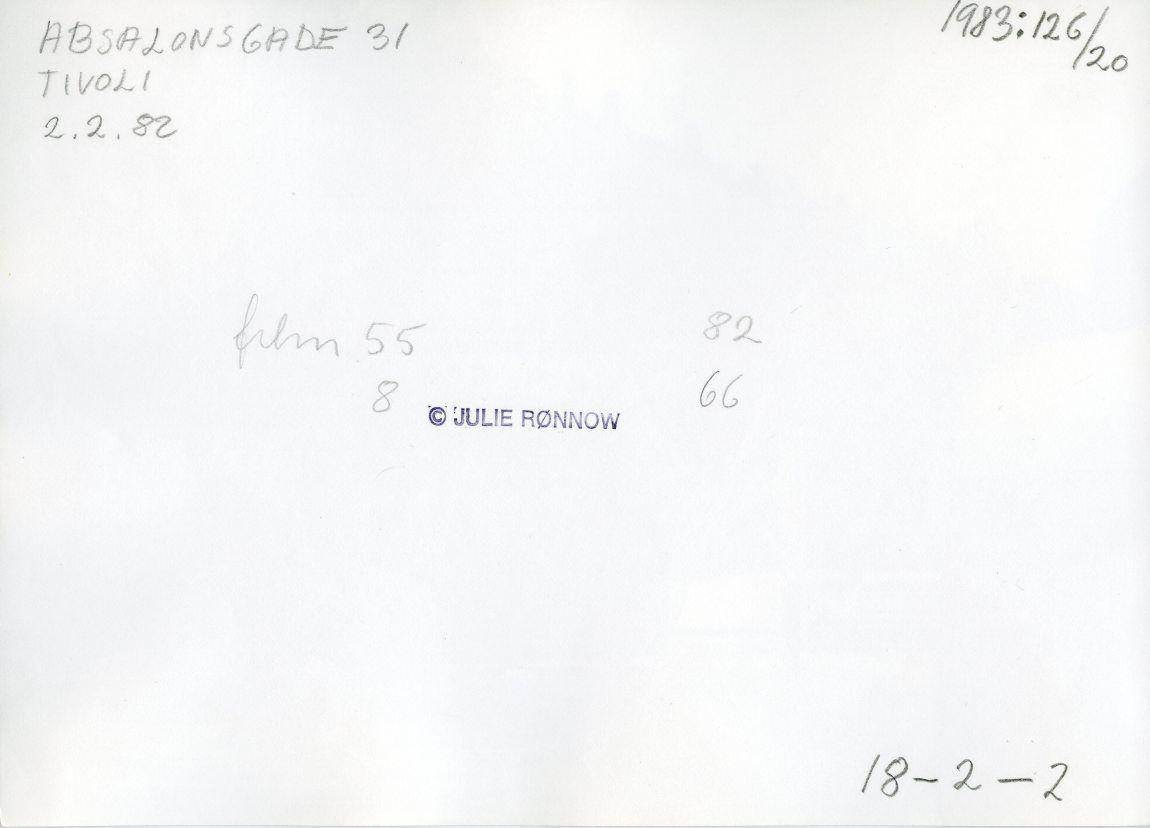 ABSALONSGADE 31
TIVOLI
2.2.82
1983:126/20
film 55
8
82
66
© JULIE RØNNOW
18-2-2